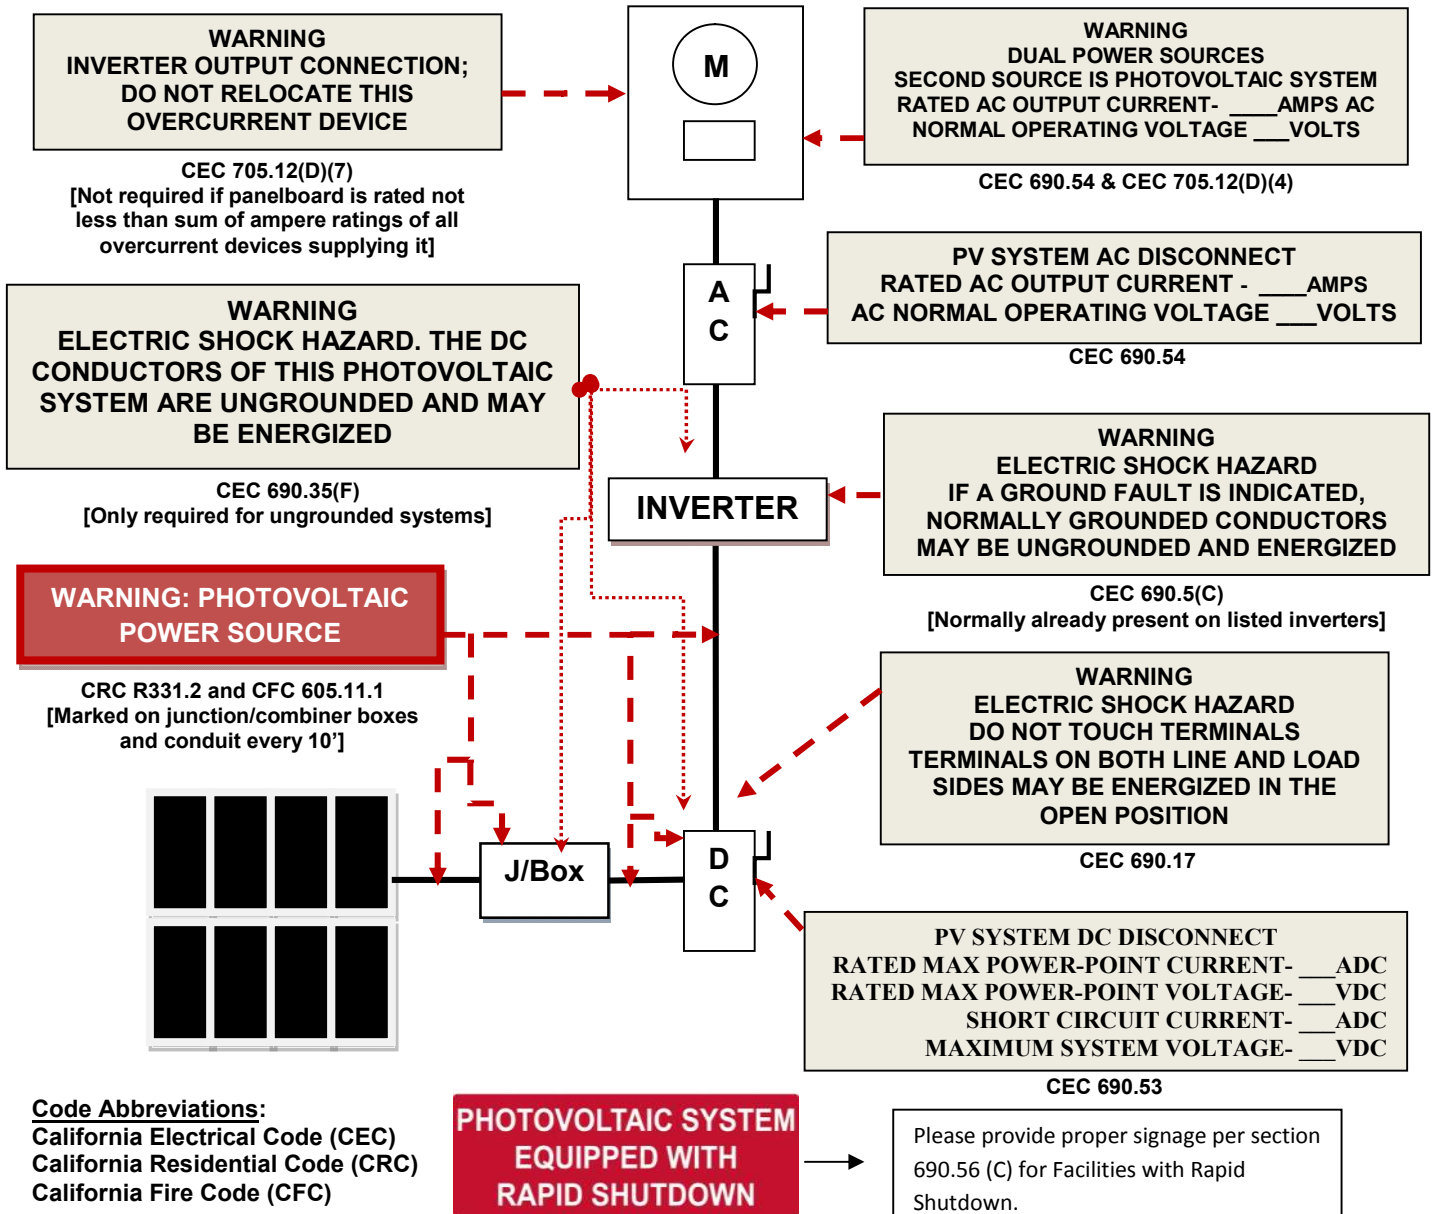 WARNING
INVERTER OUTPUT CONNECTION;
DO NOT RELOCATE THIS
OVERCURRENT DEVICE
CEC 705.12(D)(7)
[Not required if panelboard is rated not
less than sum of ampere ratings of all
overcurrent devices supplying it]
M
WARNING
DUAL POWER SOURCES
SECOND SOURCE IS PHOTOVOLTAIC SYSTEM
RATED AC OUTPUT CURRENT- ____AMPS AC
NORMAL OPERATING VOLTAGE ___VOLTS
CEC 690.54 & CEC 705.12(D)(4)
A
C
PV SYSTEM AC DISCONNECT
RATED AC OUTPUT CURRENT - ____AMPS
AC NORMAL OPERATING VOLTAGE ___VOLTS
CEC 690.54
WARNING
ELECTRIC SHOCK HAZARD. THE DC
CONDUCTORS OF THIS PHOTOVOLTAIC
SYSTEM ARE UNGROUNDED AND MAY
BE ENERGIZED
CEC 690.35(F)
[Only required for ungrounded systems]
INVERTER
WARNING
ELECTRIC SHOCK HAZARD
IF A GROUND FAULT IS INDICATED,
NORMALLY GROUNDED CONDUCTORS
MAY BE UNGROUNDED AND ENERGIZED
CEC 690.5(C)
[Normally already present on listed inverters]
WARNING: PHOTOVOLTAIC
POWER SOURCE
CRC R331.2 and CFC 605.11.1
[Marked on junction/combiner boxes
and conduit every 10’]
WARNING
ELECTRIC SHOCK HAZARD
DO NOT TOUCH TERMINALS
TERMINALS ON BOTH LINE AND LOAD
SIDES MAY BE ENERGIZED IN THE
OPEN POSITION
CEC 690.17
J/Box
D
C
PV SYSTEM DC DISCONNECT
RATED MAX POWER-POINT CURRENT- ___ADC
RATED MAX POWER-POINT VOLTAGE- ___VDC
SHORT CIRCUIT CURRENT- ___ADC
MAXIMUM SYSTEM VOLTAGE- ___VDC
CEC 690.53
Code Abbreviations:
California Electrical Code (CEC)
California Residential Code (CRC)
California Fire Code (CFC)
PHOTOVOLTAIC SYSTEM
EQUIPPED WITH
RAPID SHUTDOWN
Please provide proper signage per section
690.56 (C) for Facilities with Rapid
Shutdown.